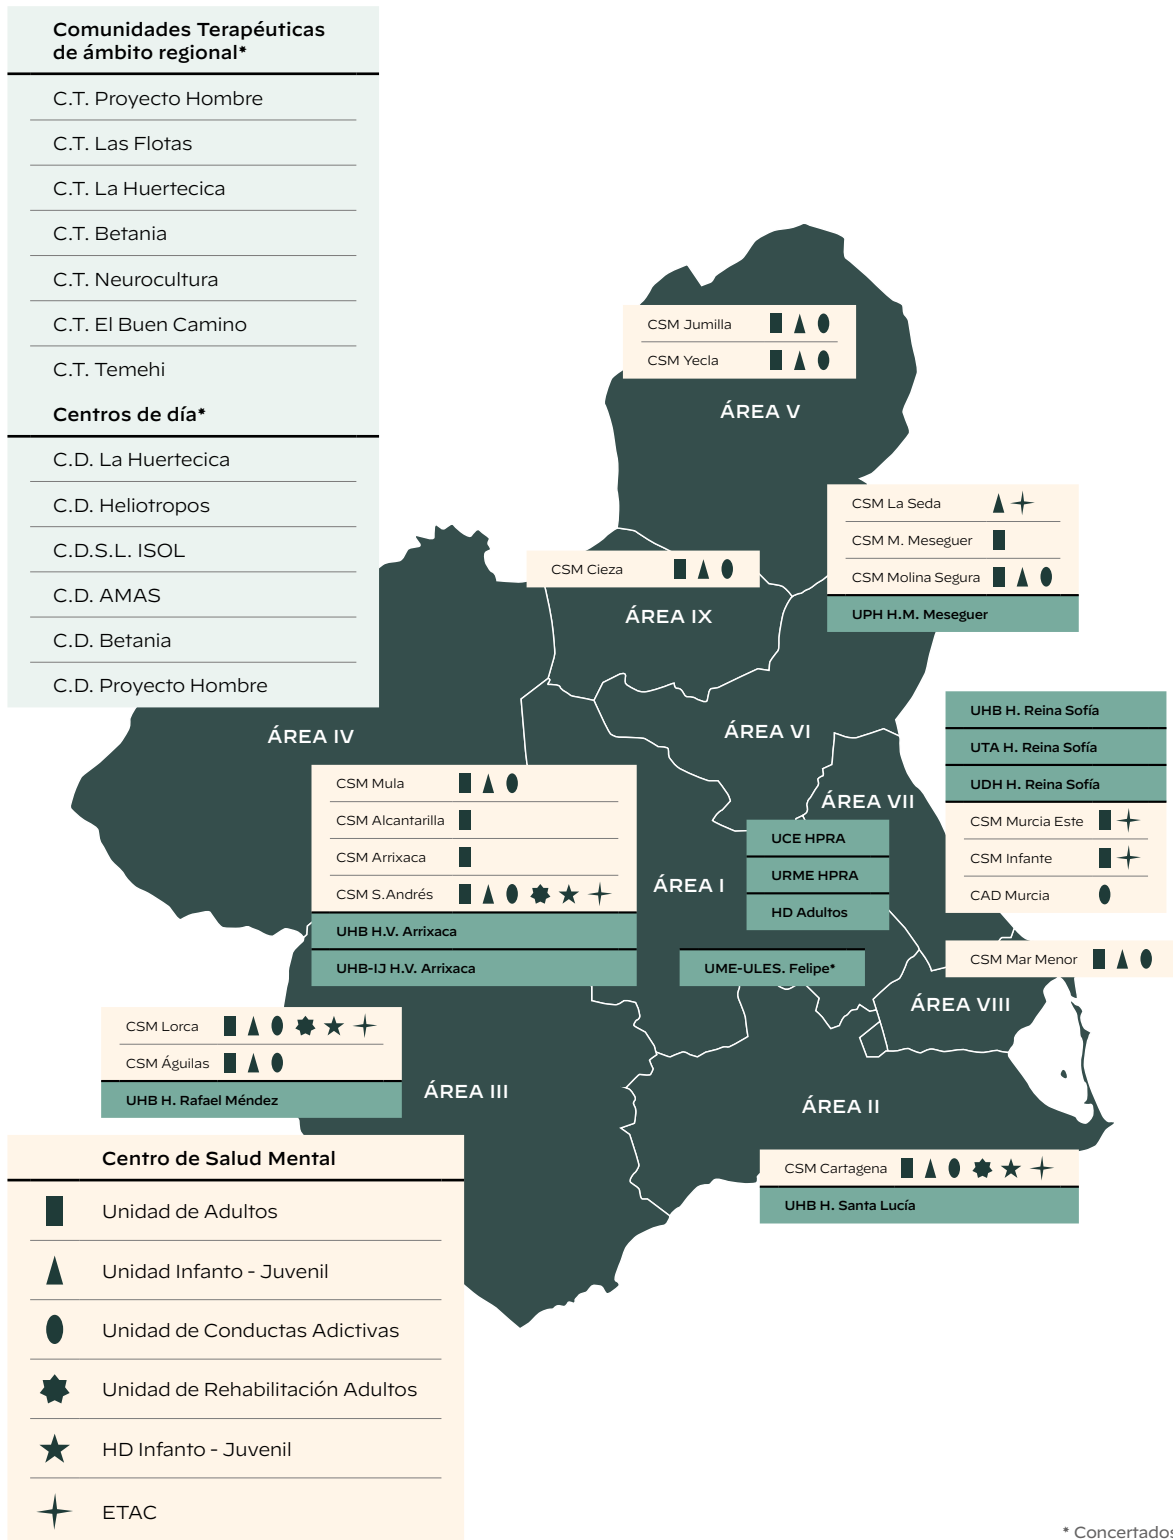 Comunidades Terapéuticas
de ámbito regional*
C.T. Proyecto Hombre
C.T. Las Flotas
C.T. La Huertecica
C.T. Betania
C.T. Neurocultura
C.T. El Buen Camino
C.T. Temehi
Centros de día*
C.D. La Huertecica
C.D. Heliotropos
C.D.S.L. ISOL
C.D. AMAS
C.D. Betania
C.D. Proyecto Hombre
CSM Jumilla
CSM Yecla
ÁREA V
CSM La Seda
CSM M. Meseguer
CSM Molina Segura
UPH H.M. Meseguer
CSM Cieza
ÁREA IX
ÁREA IV
ÁREA VI
UHB H. Reina Sofía
UTA H. Reina Sofía
UDH H. Reina Sofía
CSM Murcia Este
CSM Infante
CAD Murcia
CSM Mula
CSM Alcantarilla
CSM Arrixaca
CSM S.Andrés
UHB H.V. Arrixaca
UHB-IJ H.V. Arrixaca
ÁREA VII
UCE HPRA
URME HPRA
HD Adultos
ÁREA I
UME-ULES. Felipe*
CSM Mar Menor
ÁREA VIII
CSM Lorca
CSM Águilas
UHB H. Rafael Méndez
ÁREA III
ÁREA II
CSM Cartagena
UHB H. Santa Lucía
Centro de Salud Mental
Unidad de Adultos
Unidad Infanto - Juvenil
Unidad de Conductas Adictivas
Unidad de Rehabilitación Adultos
HD Infanto - Juvenil
ETAC
* Concertados